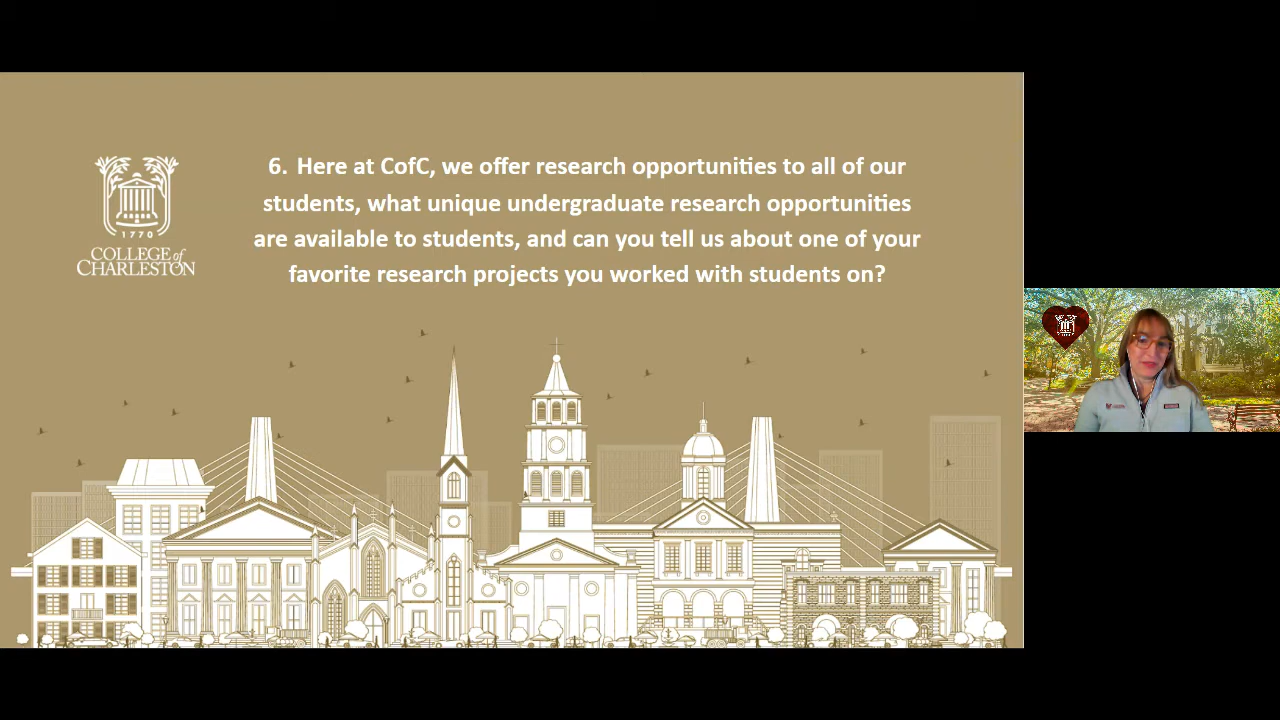 6. Here at CofC, we offer research opportunities to all of our
students, what unique undergraduate research opportunities
are available to students, and can you tell us about one of your
favorite research projects you worked with students on?
1770
COLLEGE of
CHARLESTON